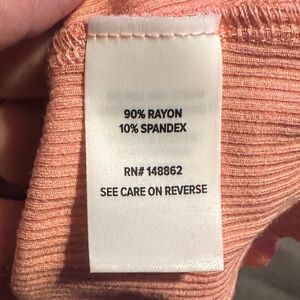 90% RAYON
10% SPANDEX
RN# 148862
SEE CARE ON REVERSE